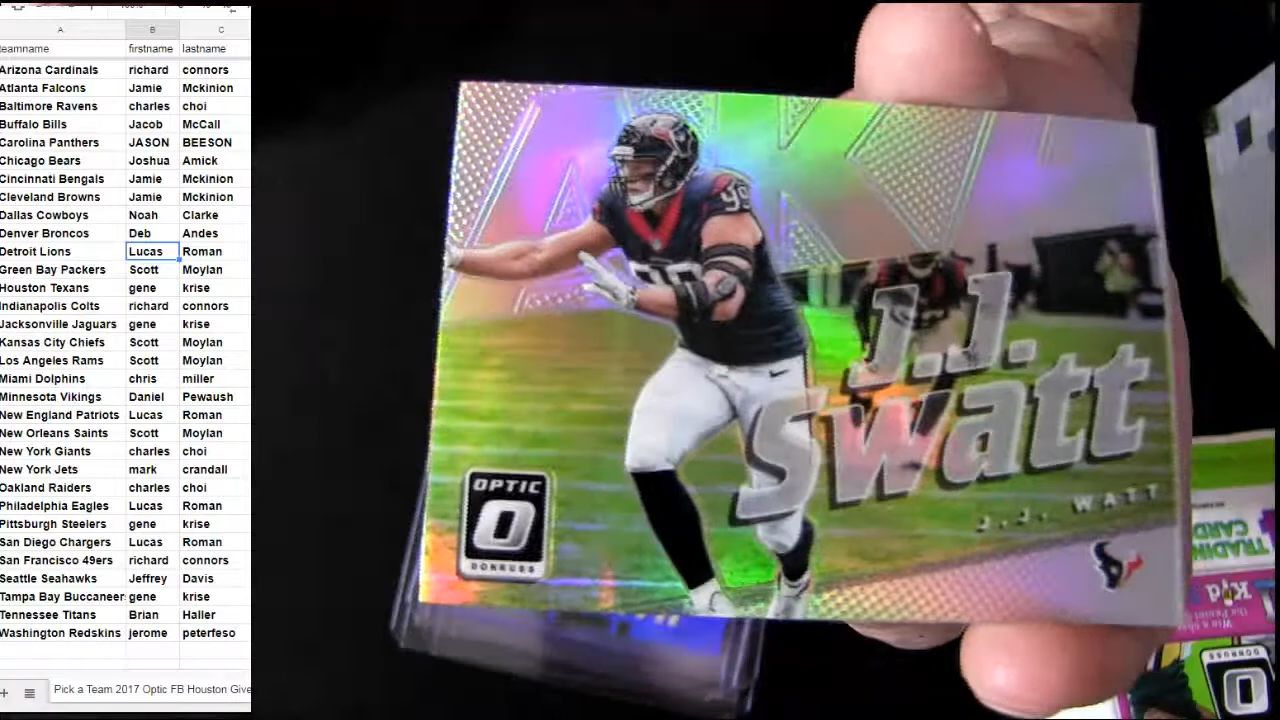 A B C
teamname firstname lastname
Arizona Cardinals richard connors
Atlanta Falcons Jamie Mckinion
Baltimore Ravens charles choi
Buffalo Bills Jacob McCall
Carolina Panthers JASON BEESON
Chicago Bears Joshua Amick
Cincinnati Bengals Jamie Mckinion
Cleveland Browns Jamie Mckinion
Dallas Cowboys Noah Clarke
Denver Broncos Deb Andes
Detroit Lions Lucas Roman
Green Bay Packers Scott Moylan
Houston Texans gene krise
Indianapolis Colts richard connors
Jacksonville Jaguars gene krise
Kansas City Chiefs Scott Moylan
Los Angeles Rams Scott Moylan
Miami Dolphins chris miller
Minnesota Vikings Daniel Pewaush
New England Patriots Lucas Roman
New Orleans Saints Scott Moylan
New York Giants charles choi
New York Jets mark crandall
Oakland Raiders charles choi
Philadelphia Eagles Lucas Roman
Pittsburgh Steelers gene krise
San Diego Chargers Lucas Roman
San Francisco 49ers richard connors
Seattle Seahawks Jeffrey Davis
Tampa Bay Buccaneers gene krise
Tennessee Titans Brian Haller
Washington Redskins jerome peterfeso
Pick a Team 2017 Optic FB Houston Give
99
99
J.J.
Swatt
J.J. WATT
OPTIC
O
DONRUSS
TRADING
CARD
DONRUSS
O